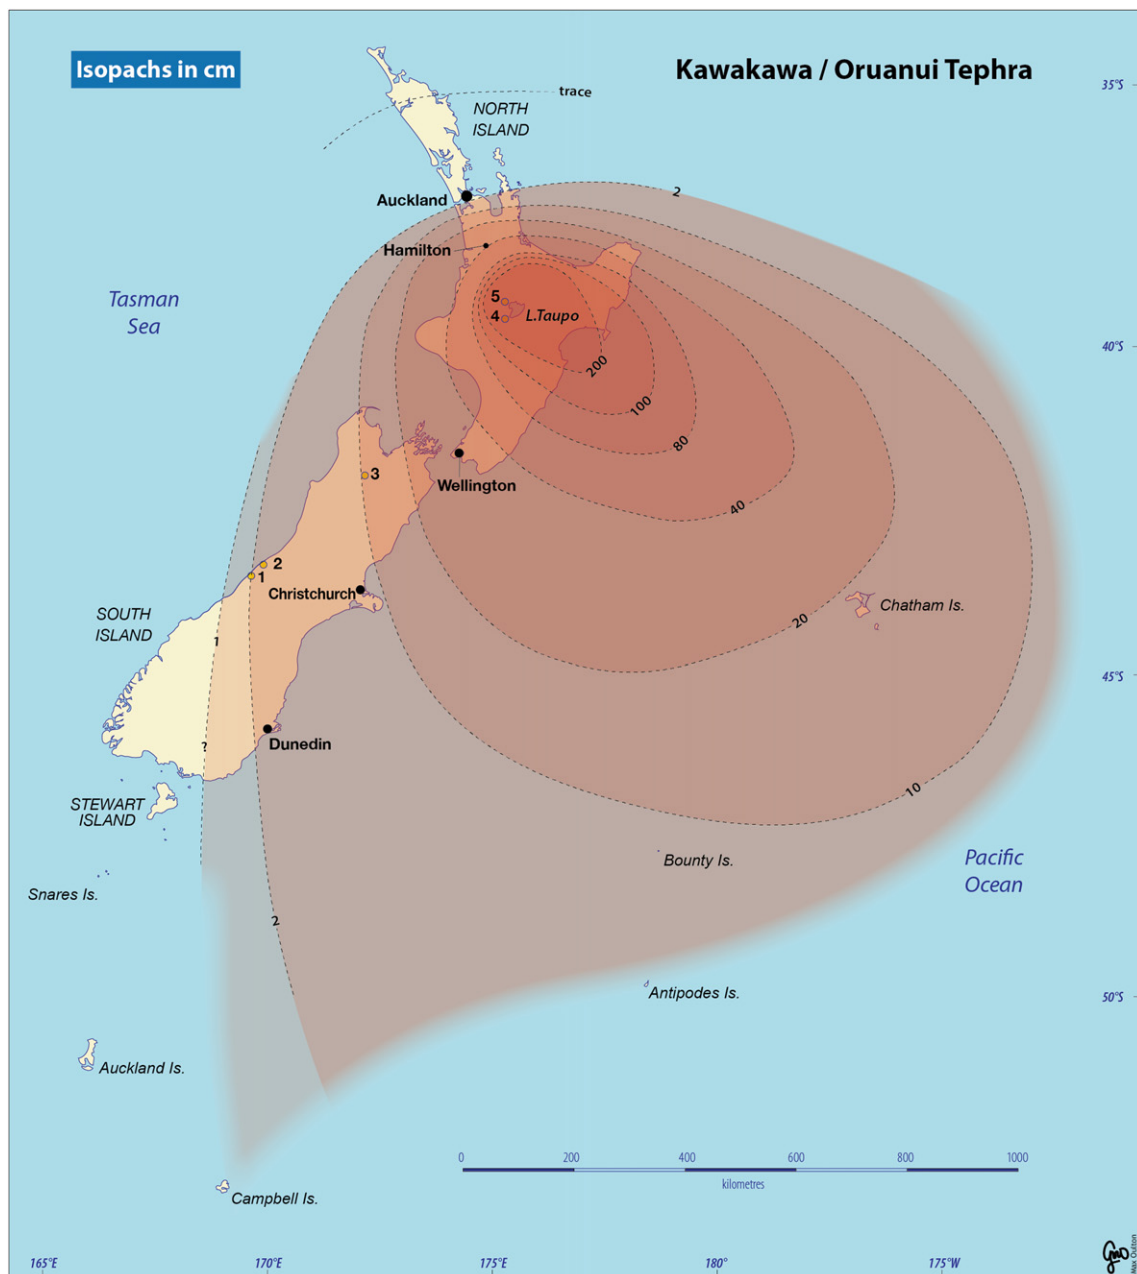 Isopachs in cm
Kawakawa / Oruanui Tephra
35°S
trace
NORTH
ISLAND
2
Auckland
Hamilton
Tasman
Sea
5
4
L.Taupo
40°S
200
100
80
3
Wellington
40
2
1
Christchurch
SOUTH
ISLAND
Chatham Is.
20
1
45°S
?
Dunedin
10
STEWART
ISLAND
Bounty Is.
Pacific
Ocean
Snares Is.
2
Antipodes Is.
50°S
Auckland Is.
0 200 400 600 800 1000
kilometres
Campbell Is.
165°E 170°E 175°E 180° 175°W
Max Oulton